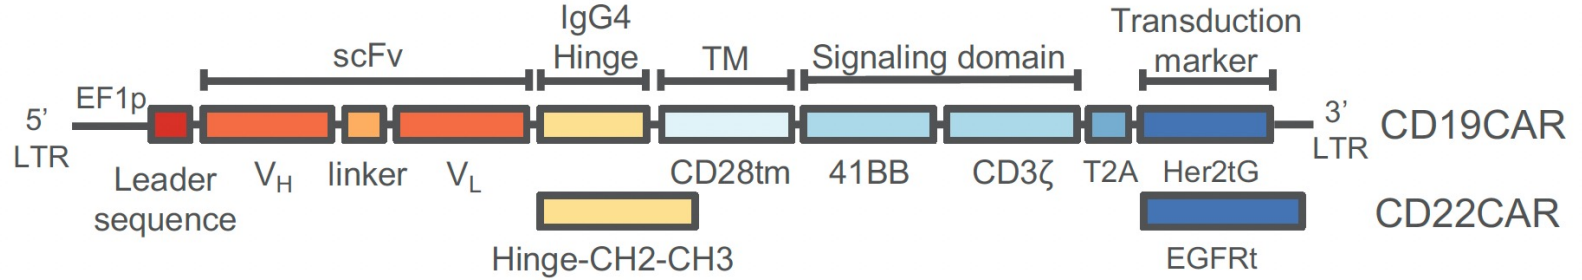 IgG4
Hinge
scFv
TM
Signaling domain
Transduction
marker
5’
LTR
EF1p
3’
LTR
CD19CAR
Leader
sequence
VH
linker
VL
CD28tm
41BB
CD3ζ
T2A
Her2tG
CD22CAR
Hinge-CH2-CH3
EGFRt